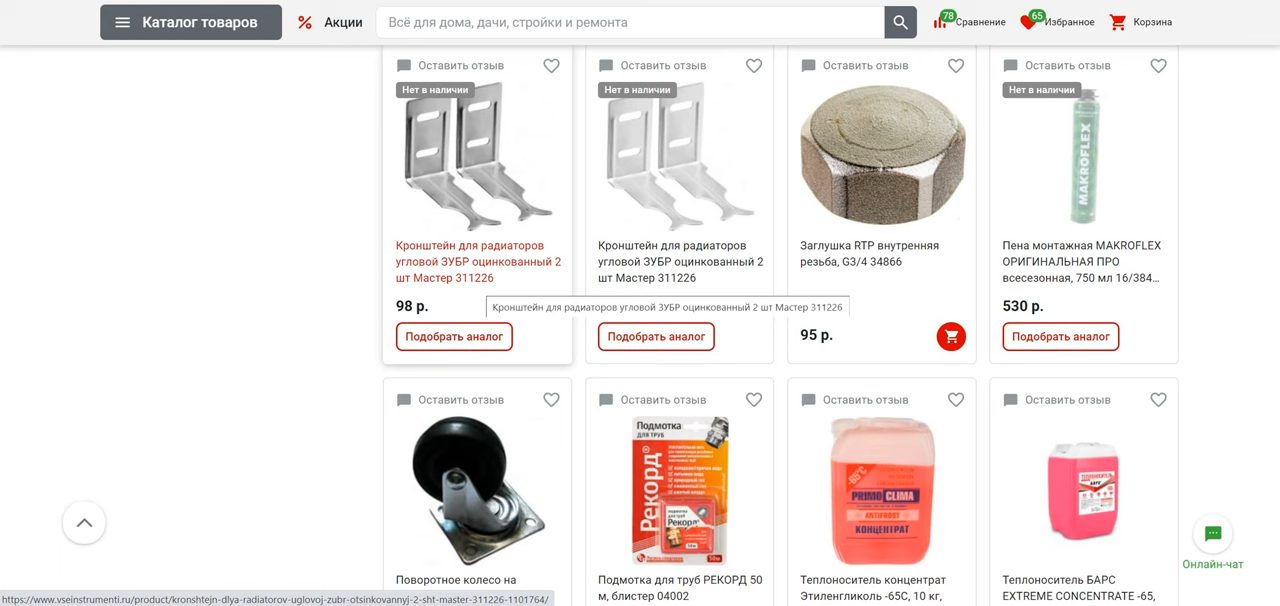 Каталог товаров
% Акции
Всё для дома, дачи, стройки и ремонта
78
Сравнение
65
Избранное
Корзина
Оставить отзыв
Нет в наличии
Кронштейн для радиаторов
угловой ЗУБР оцинкованный 2
шт Мастер 311226
98 р.
Подобрать аналог
Оставить отзыв
Нет в наличии
Кронштейн для радиаторов
угловой ЗУБР оцинкованный 2
шт Мастер 311226
Кронштейн для радиаторов угловой ЗУБР оцинкованный 2 шт Мастер 311226
Подобрать аналог
Оставить отзыв
Заглушка RTP внутренняя
резьба, G3/4 34866
95 р.
Оставить отзыв
Нет в наличии
MAKROFLEX
Пена монтажная MAKROFLEX
ОРИГИНАЛЬНАЯ ПРО
всесезонная, 750 мл 16/384...
530 р.
Подобрать аналог
Оставить отзыв
Поворотное колесо на
Оставить отзыв
Подмотка
ДЛЯ ТРУБ
Рекорд
Рекорд
50м
Подмотка для труб РЕКОРД 50
м, блистер 04002
Оставить отзыв
-65°C
PRIMO CLIMA
ANTIFROST
КОНЦЕНТРАТ
Теплоноситель концентрат
Этиленгликоль -65С, 10 кг,
Оставить отзыв
ТЕПЛОНОСИТЕЛЬ
БАРС
Теплоноситель БАРС
EXTREME CONCENTRATE -65,
Онлайн-чат
https://www.vseinstrumenti.ru/product/kronshtejn-dlya-radiatorov-uglovoj-zubr-otsinkovannyj-2-sht-master-311226-1101764/